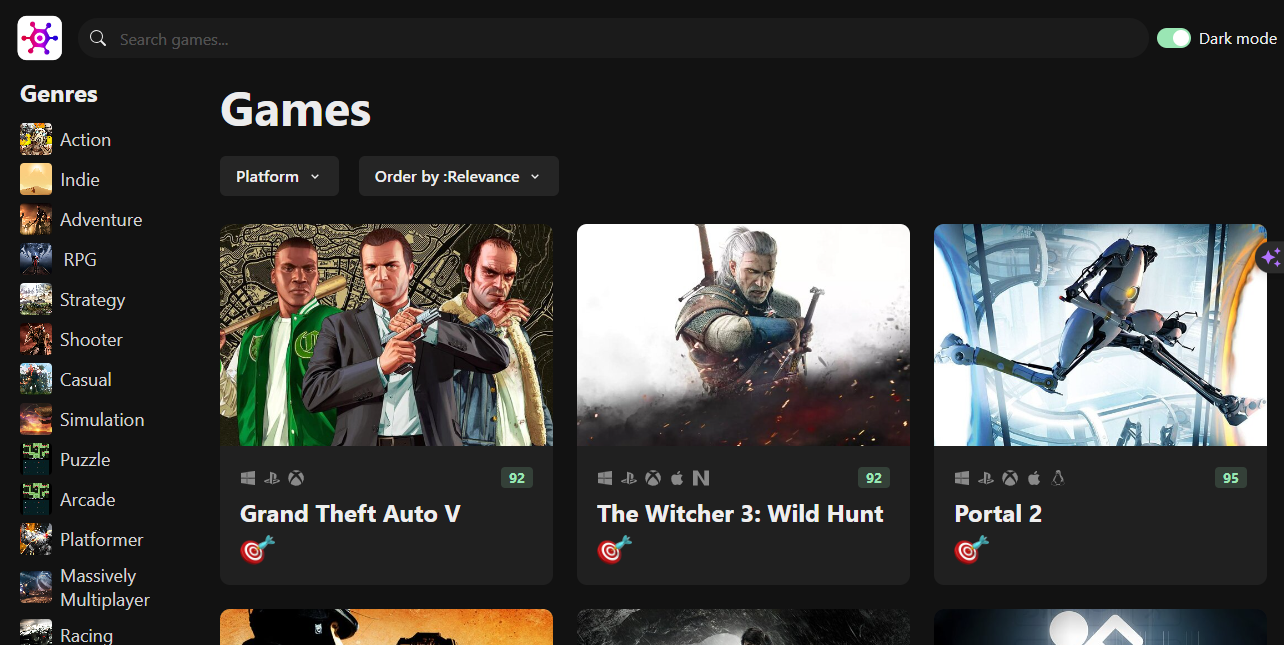 Search games...
Dark mode
Genres
Action
Indie
Adventure
RPG
Strategy
Shooter
Casual
Simulation
Puzzle
Arcade
Platformer
Massively
Multiplayer
Racing
Games
Platform
Order by :Relevance
92
Grand Theft Auto V
92
The Witcher 3: Wild Hunt
95
Portal 2